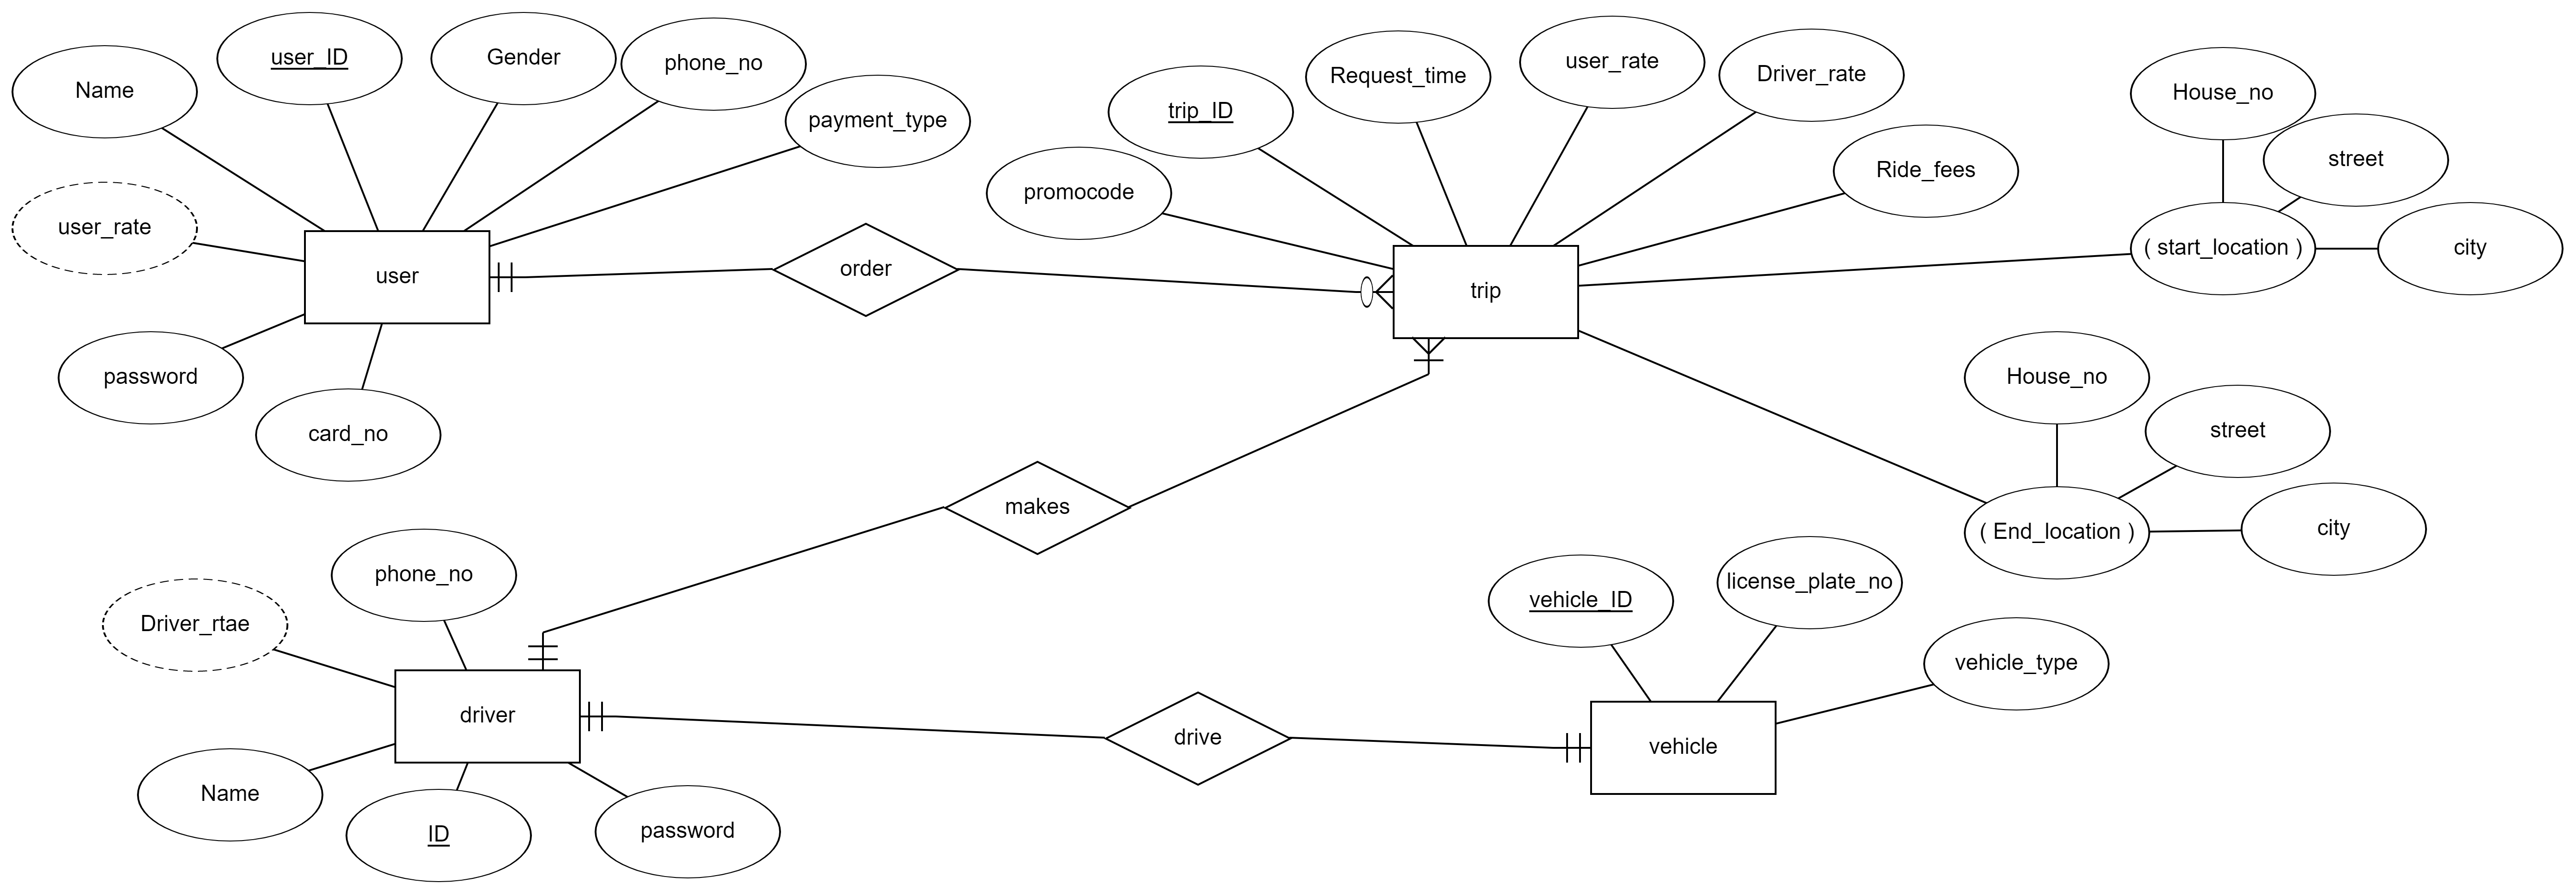 Name
user_ID
Gender
phone_no
payment_type
user_rate
user
password
card_no
order
promocode
trip_ID
Request_time
user_rate
Driver_rate
Ride_fees
trip
House_no
street
( start_location )
city
House_no
street
( End_location )
city
makes
phone_no
Driver_rtae
driver
Name
ID
password
drive
vehicle_ID
license_plate_no
vehicle_type
vehicle